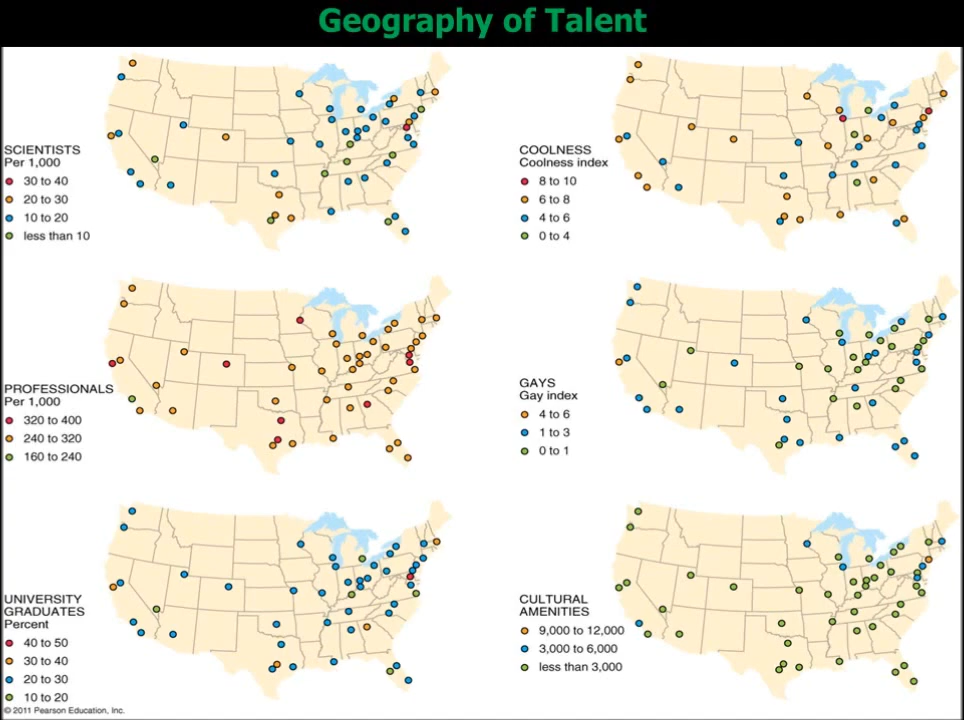 Geography of Talent
SCIENTISTS
Per 1,000
30 to 40
20 to 30
10 to 20
less than 10
COOLNESS
Coolness index
8 to 10
6 to 8
4 to 6
0 to 4
PROFESSIONALS
Per 1,000
320 to 400
240 to 320
160 to 240
GAYS
Gay index
4 to 6
1 to 3
0 to 1
UNIVERSITY
GRADUATES
Percent
40 to 50
30 to 40
20 to 30
10 to 20
CULTURAL
AMENITIES
9,000 to 12,000
3,000 to 6,000
less than 3,000
© 2011 Pearson Education, Inc.